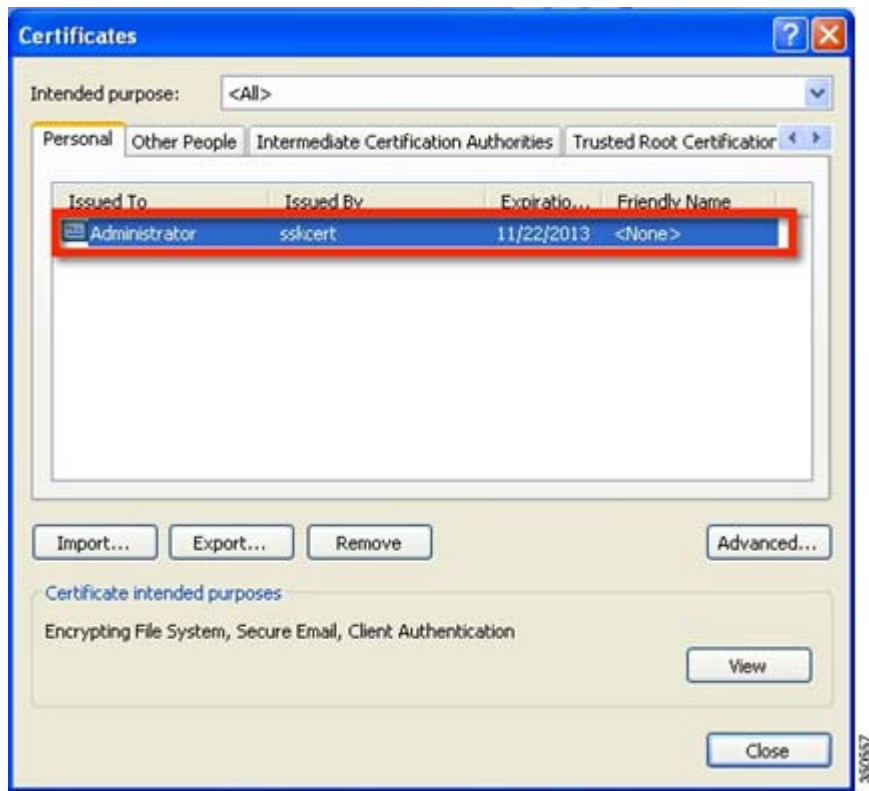 Certificates
Intended purpose: <All>
Personal Other People Intermediate Certification Authorities Trusted Root Certification
Issued To Issued By Expiratio... Friendly Name
Administrator sskcert 11/22/2013 <None>
Import... Export... Remove Advanced...
Certificate intended purposes
Encrypting File System, Secure Email, Client Authentication
View
Close
350557